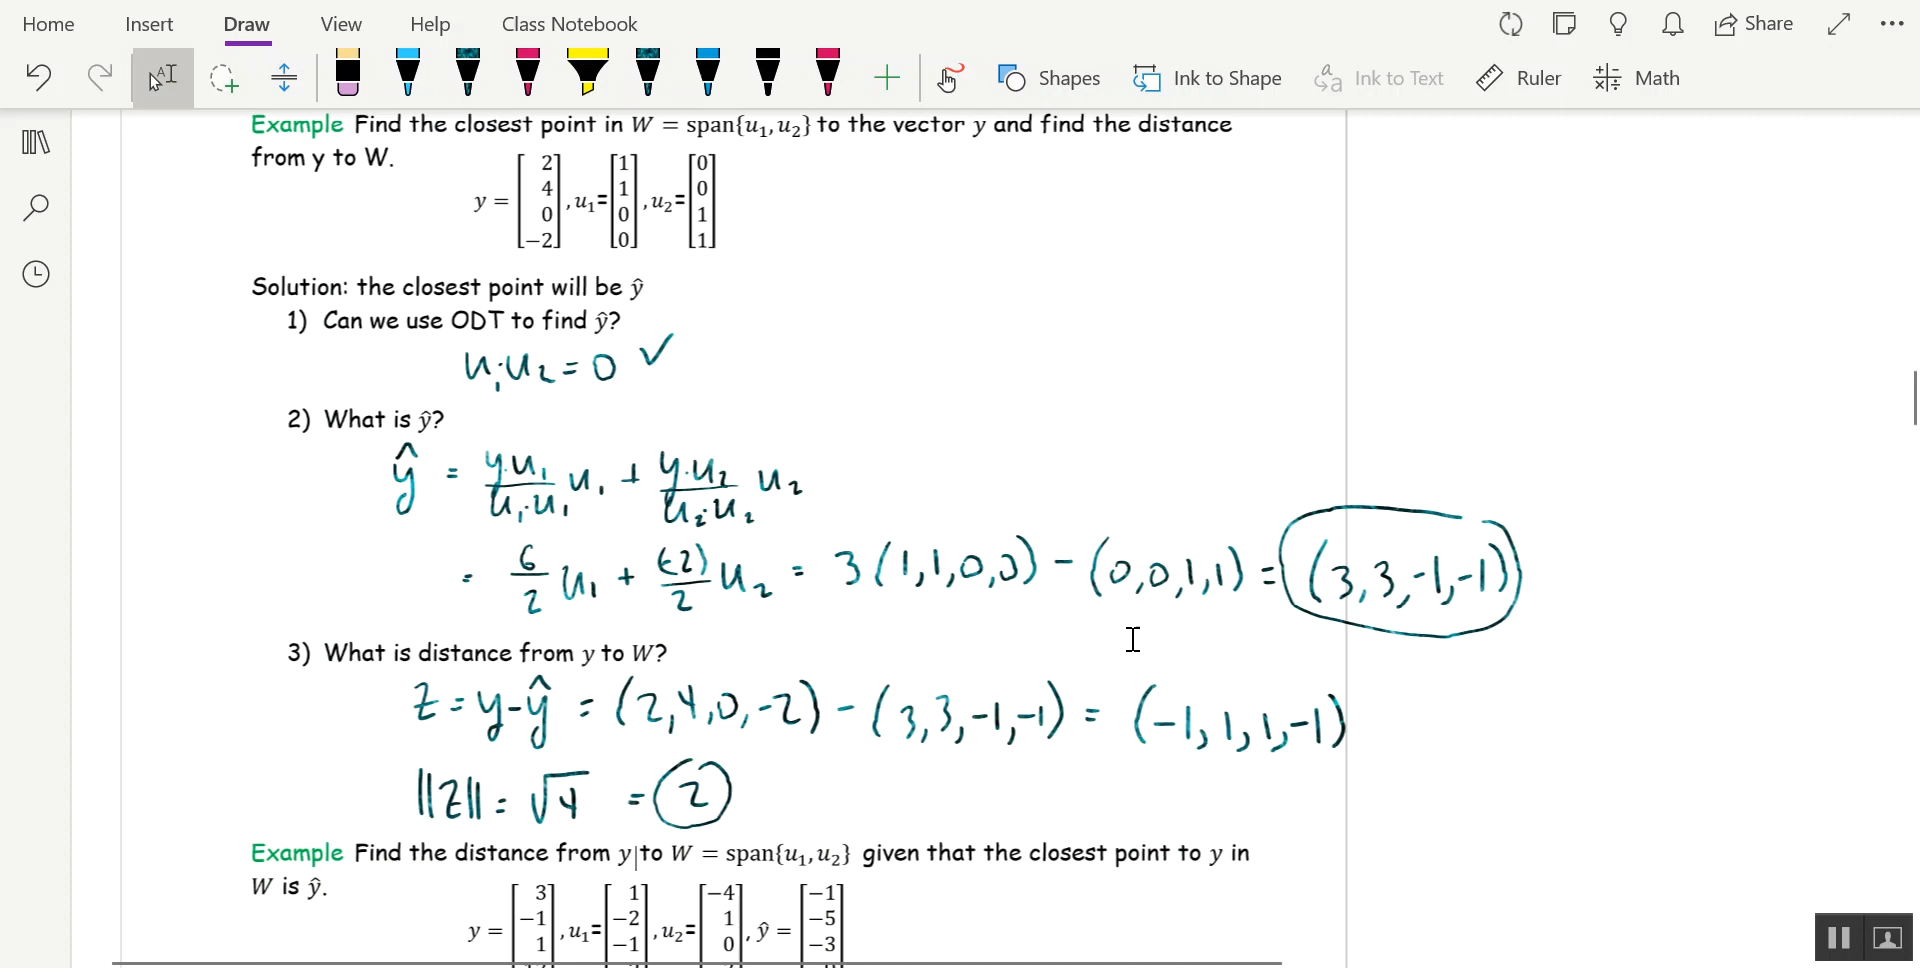 Home Insert Draw View Help Class Notebook Share
Shapes Ink to Shape Ink to Text Ruler Math
Example Find the closest point in W = span{u₁, u₂} to the vector y and find the distance
from y to W.
y = [2 4 0 −2], u₁= [1 1 0 0], u₂= [0 0 1 1]
Solution: the closest point will be ŷ
1) Can we use ODT to find ŷ?
u₁·u₂ = 0 ✓
2) What is ŷ?
ŷ = (y·u₁)/(u₁·u₁) u₁ + (y·u₂)/(u₂·u₂) u₂
= 6/2 u₁ + (-2)/2 u₂ = 3(1,1,0,0) - (0,0,1,1) = (3,3,-1,-1)
3) What is distance from y to W?
z = y-ŷ = (2,4,0,-2) - (3,3,-1,-1) = (-1,1,1,-1)
||z|| = √4 = 2
Example Find the distance from y to W = span{u₁, u₂} given that the closest point to y in
W is ŷ.
y = [3 −1 1, u₁= [1 −2 −1, u₂= [−4 1 0, ŷ = [−1 −5 −3